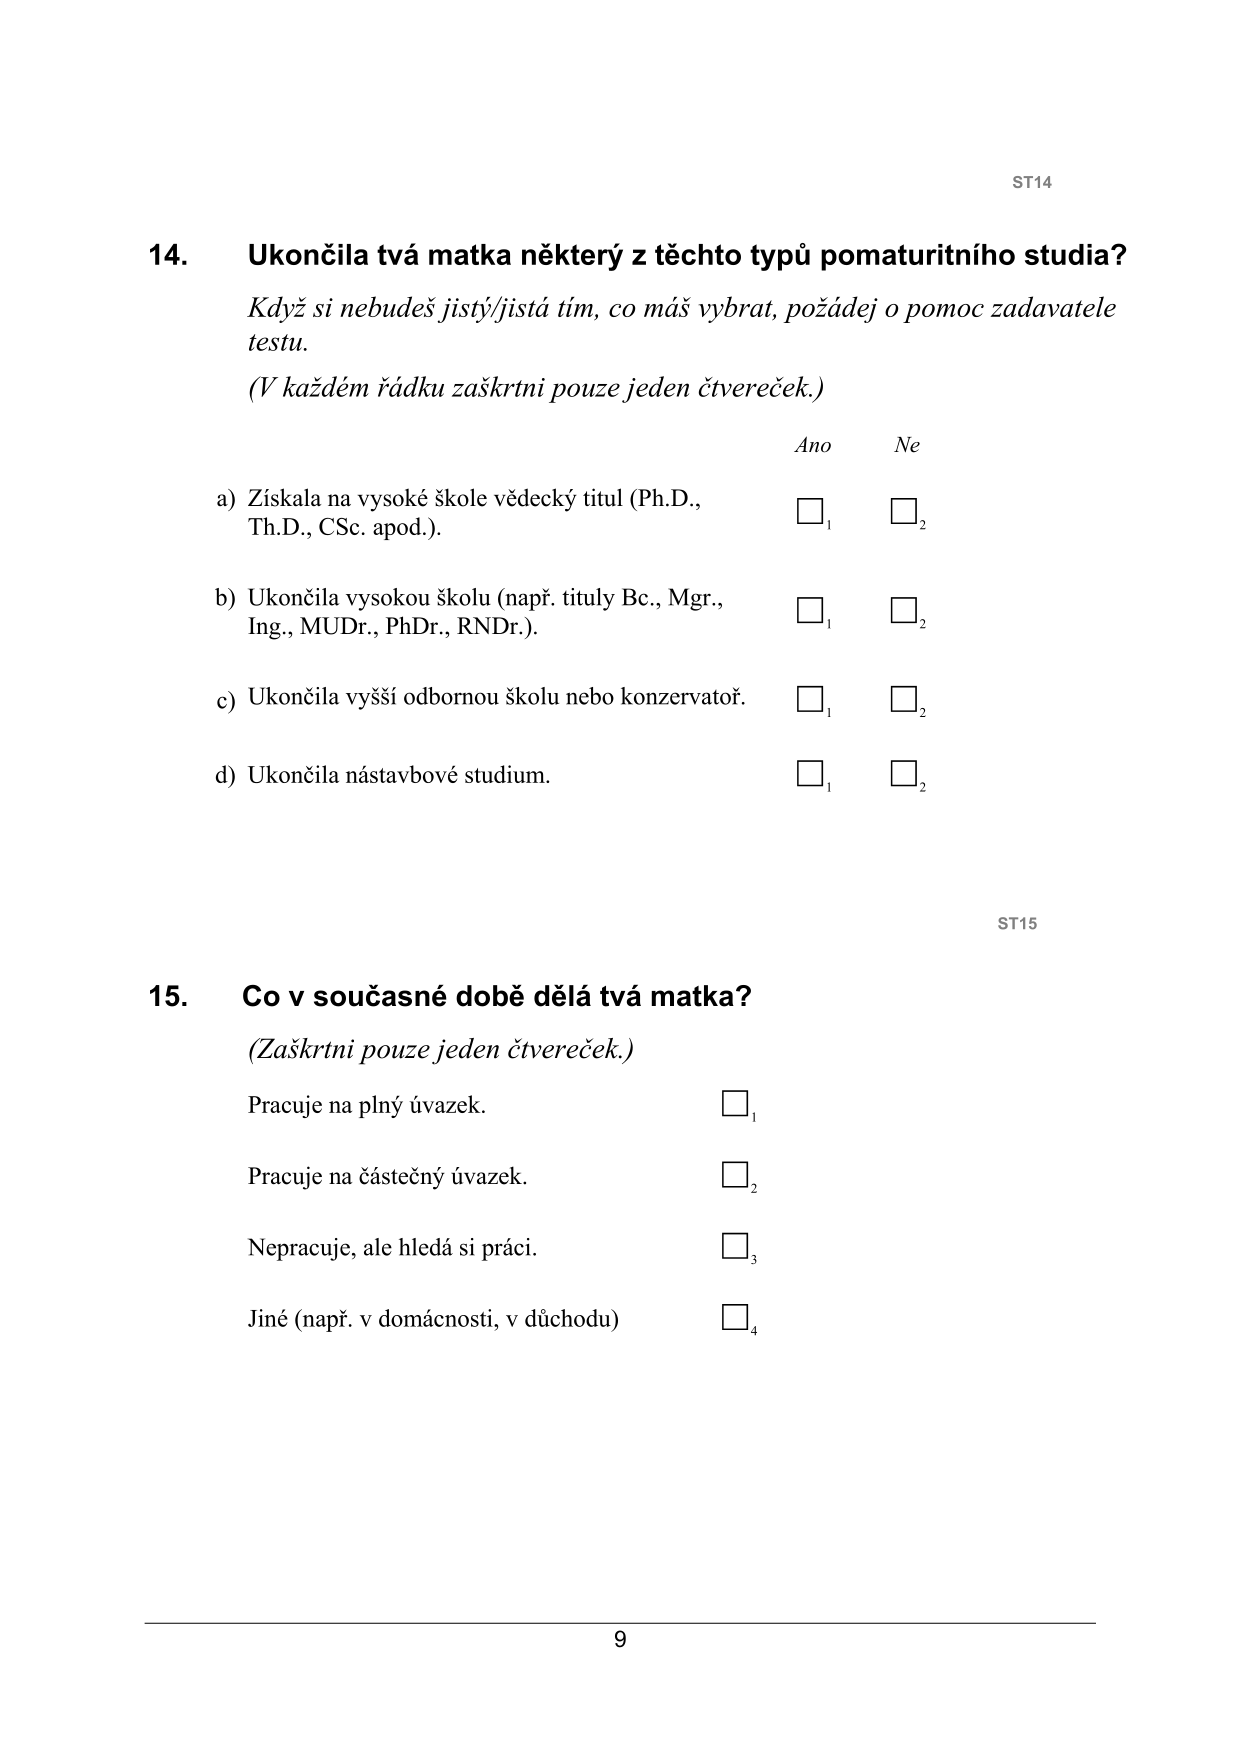 ST14
14. Ukončila tvá matka některý z těchto typů pomaturitního studia?
Když si nebudeš jistý/jistá tím, co máš vybrat, požádej o pomoc zadavatele
testu.
(V každém řádku zaškrtni pouze jeden čtvereček.)
Ano Ne
a) Získala na vysoké škole vědecký titul (Ph.D.,
Th.D., CSc. apod.).
1 2
b) Ukončila vysokou školu (např. tituly Bc., Mgr.,
Ing., MUDr., PhDr., RNDr.).
1 2
c) Ukončila vyšší odbornou školu nebo konzervatoř. 1 2
d) Ukončila nástavbové studium. 1 2
ST15
15. Co v současné době dělá tvá matka?
(Zaškrtni pouze jeden čtvereček.)
Pracuje na plný úvazek. 1
Pracuje na částečný úvazek. 2
Nepracuje, ale hledá si práci. 3
Jiné (např. v domácnosti, v důchodu) 4
9